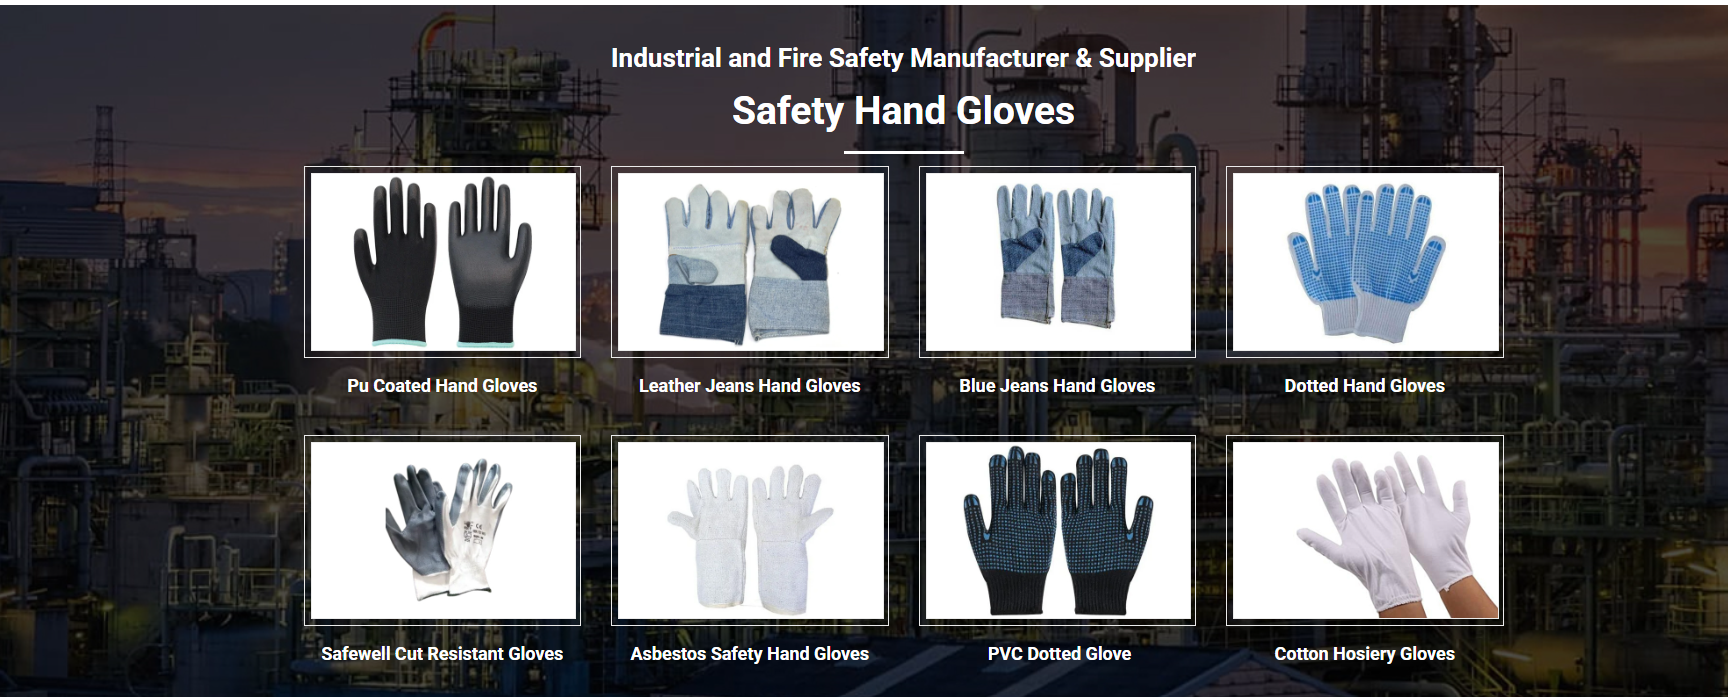 Industrial and Fire Safety Manufacturer & Supplier
Safety Hand Gloves
Pu Coated Hand Gloves
Leather Jeans Hand Gloves
Blue Jeans Hand Gloves
Dotted Hand Gloves
Safewell Cut Resistant Gloves
Asbestos Safety Hand Gloves
PVC Dotted Glove
Cotton Hosiery Gloves